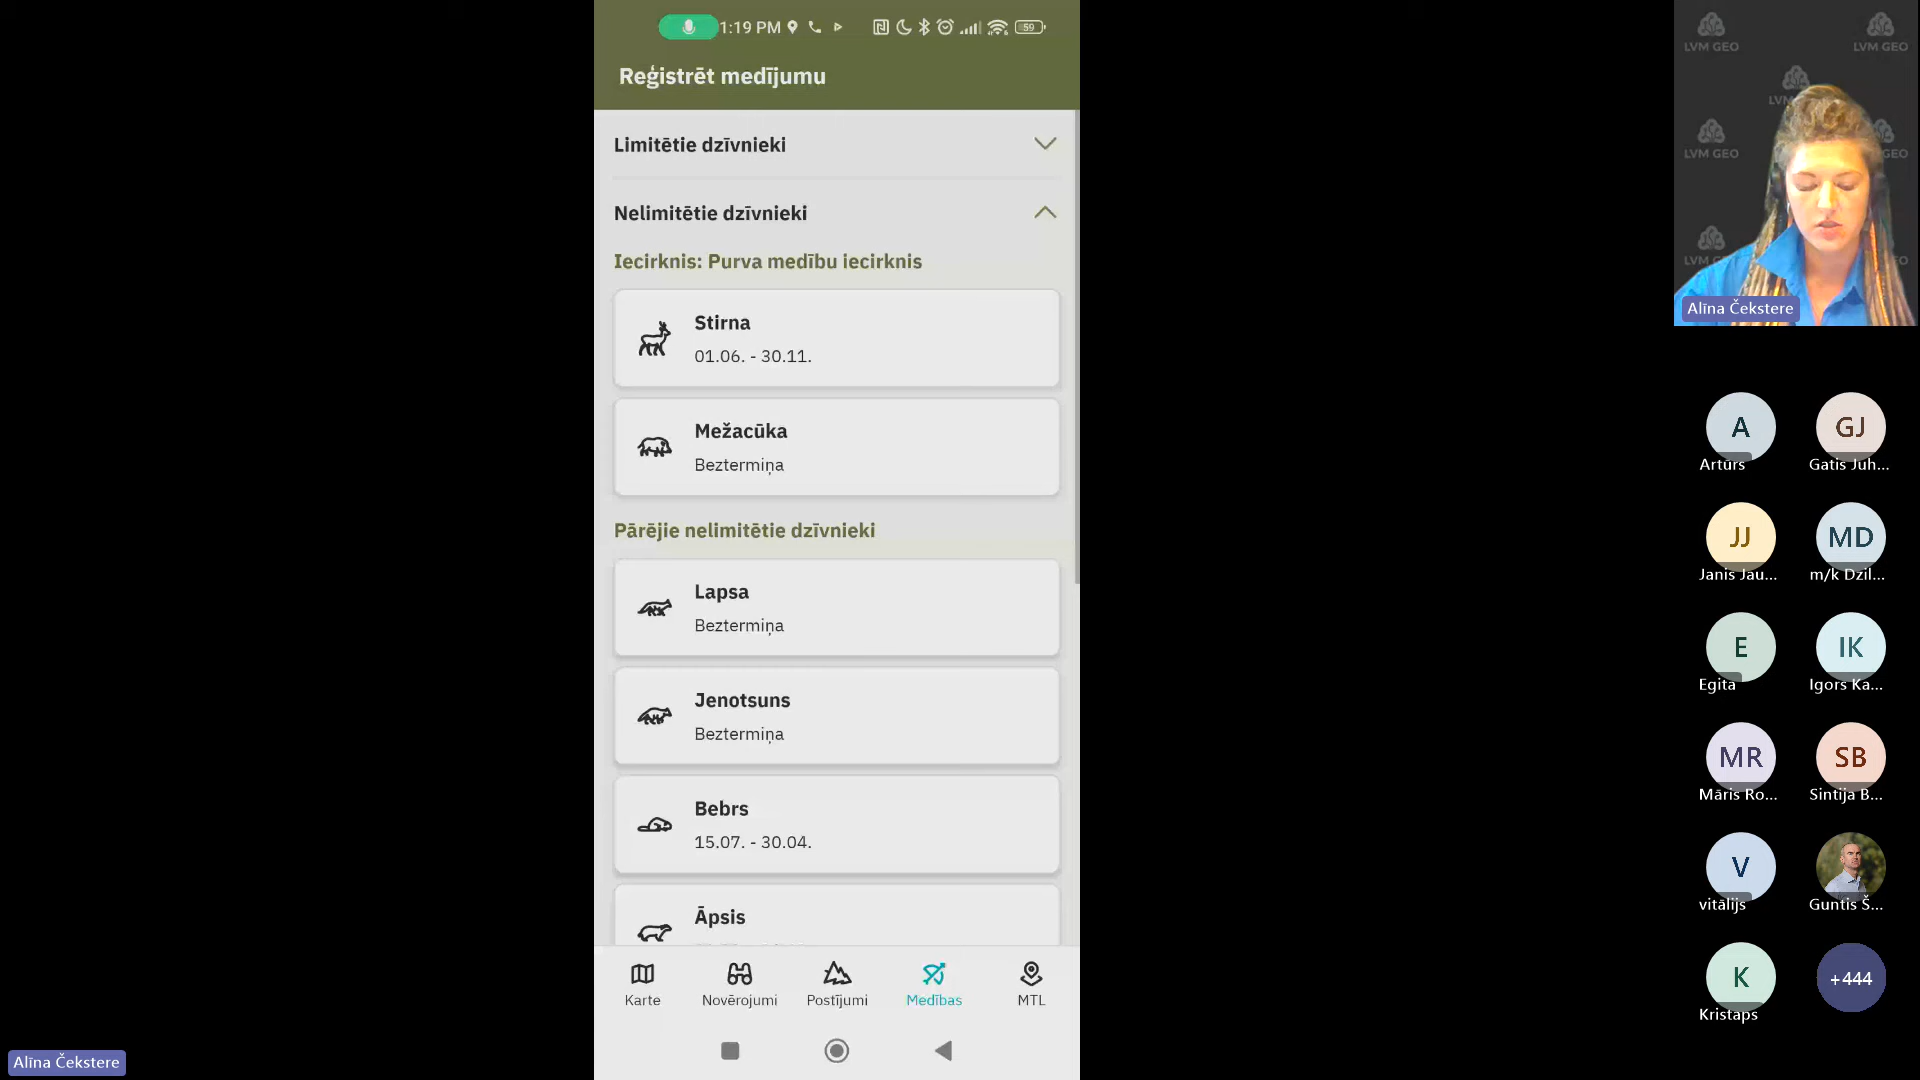 1:19 PM
59
Reģistrēt medījumu
Limitētie dzīvnieki
Nelimitētie dzīvnieki
Iecirknis: Purva medību iecirknis
Stirna
01.06. - 30.11.
Mežacūka
Beztermiņa
Pārējie nelimitētie dzīvnieki
Lapsa
Beztermiņa
Jenotsuns
Beztermiņa
Bebrs
15.07. - 30.04.
Āpsis
Karte
Novērojumi
Postījumi
Medības
MTL
Alīna Čekstere
LVM GEO
LVM GEO
LVM GEO
Alīna Čekstere
A
Artūrs
GJ
Gatis Juh...
JJ
Janis Jau...
MD
m/k Dzil...
E
Egita
IK
Igors Ka...
MR
Māris Ro...
SB
Sintija B...
V
vitālijs
Guntis Š...
K
Kristaps
+444